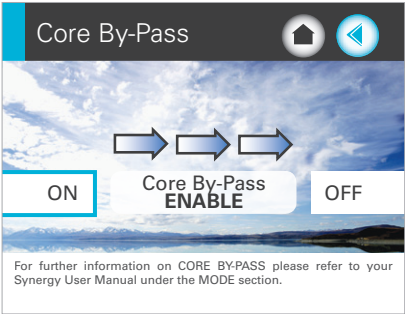 Core By-Pass
ON
Core By-Pass
ENABLE
OFF
For further information on CORE BY-PASS please refer to your
Synergy User Manual under the MODE section.